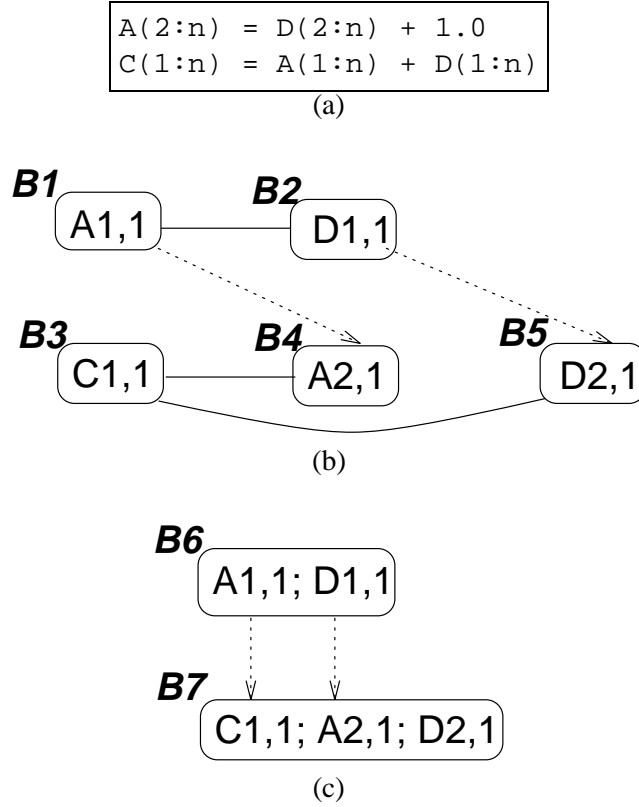 A(2:n) = D(2:n) + 1.0
C(1:n) = A(1:n) + D(1:n)
(a)
B1
B2
A1,1
D1,1
B3
B4
B5
C1,1
A2,1
D2,1
(b)
B6
A1,1; D1,1
B7
C1,1; A2,1; D2,1
(c)